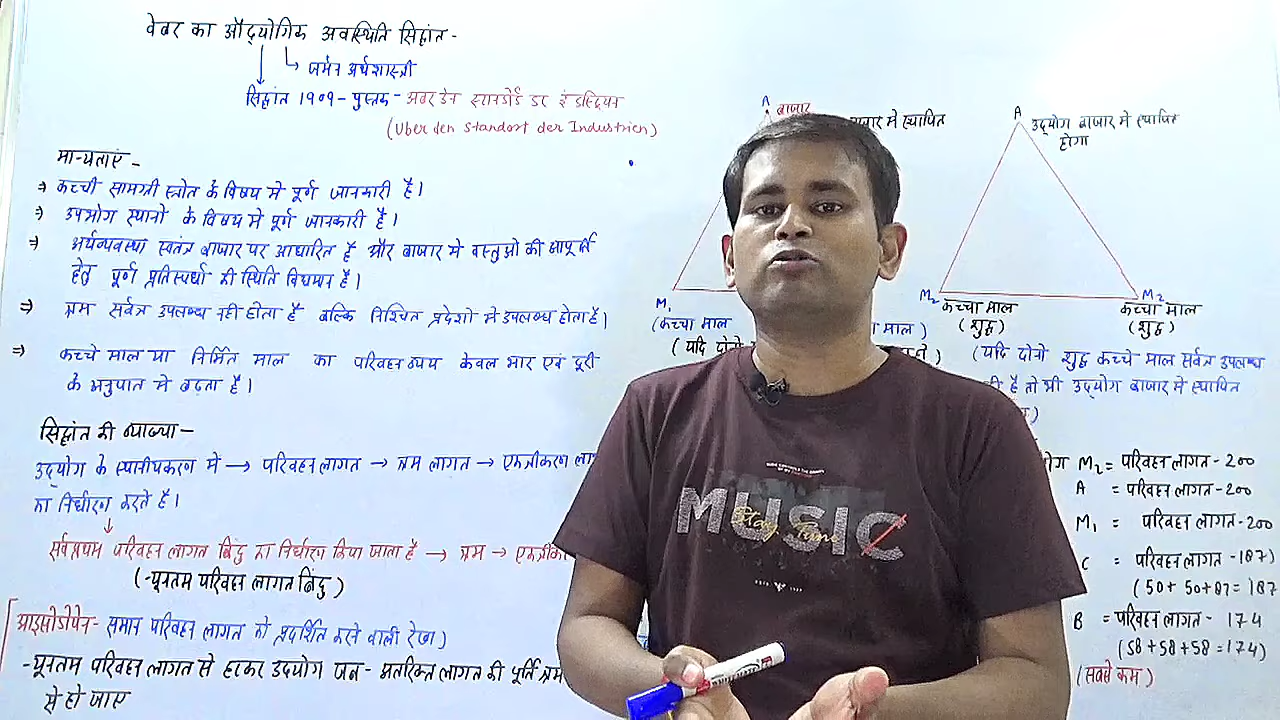 वेबर का औद्योगिक अवस्थिति सिद्दांत -
जर्मन अर्थशास्त्री
सिद्दांत 1909 - पुस्तक - अबर डेन स्टानडोर्ड डर इंडस्ट्रियन
(Uber den Standort der Industrien)
मान्यताएं -
⇒ कच्ची सामग्री स्त्रोत के विषय मे पूर्ण जानकारी है।
⇒ उपभोग स्थानो के विषय मे पूर्ण जानकारी है।
⇒ अर्थव्यवस्था स्वतंत्र बाजार पर आधारित है और बाजार मे वस्तुओ की आपूर्ति
हेतु पूर्ण प्रतिस्पर्धा की स्थिति विद्यमान है।
⇒ श्रम सर्वत्र उपलब्ध नही होता है बल्कि निश्चित प्रदेशो मे उपलब्ध होता है।
⇒ कच्चे माल या निर्मित माल का परिवहन व्यय केवल भार एवं दूरी
के अनुपात मे बढ़ता है।
सिद्दांत की व्याख्या -
उद्योग के स्थानीयकरण में → परिवहन लागत → श्रम लागत → एकत्रीकरण
का निर्धारण करते है।
सर्वप्रथम परिवहन लागत बिंदु का निर्धारण किया जाता है → श्रम →
(न्यूनतम परिवहन लागत बिंदु)
आइसोडोपेन - समान परिवहन लागत को प्रदर्शित करने वाली रेखा)
न्यूनतम परिवहन लागत से हटकर उद्योग जब - अतरिक्त लागत की पूर्ति श्रम
से हो जाए
A बाजार
बाजार मे स्थापित
M₁
(कच्चा माल
माल)
(यदि दोनो
A उद्योग बाजार मे स्थापित
होगा
M₂ कच्चा माल
(शुद्ध)
M₂
कच्चा माल
(शुद्ध)
(यदि दोनो शुद्ध कच्चे माल सर्वत्र उपलब्ध
है तो भी उद्योग बाजार मे स्थापित
M₂ = परिवहन लागत - 200
A = परिवहन लागत - 200
M₁ = परिवहन लागत - 200
C = परिवहन लागत - 187)
(50 + 50 + 87 = 187
B = परिवहन लागत - 174
(58 + 58 + 58 = 174)
(सबसे कम)
MUSIC